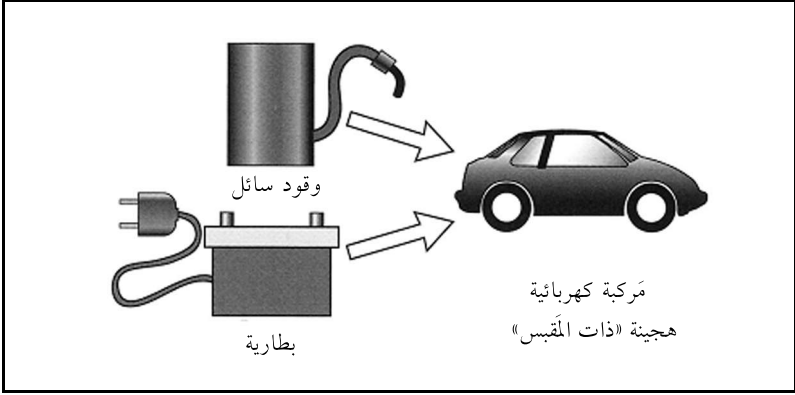 وقود سائل
بطارية
مَركبة كهربائية
هجينة «ذات المَقبس»